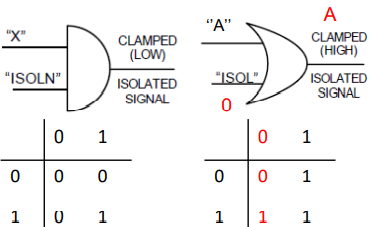 "X"
"ISOLN"
CLAMPED
(LOW)
ISOLATED
SIGNAL
0 1
0 0 0
1 0 1
"A"
"ISOL"
0
A
CLAMPED
(HIGH)
ISOLATED
SIGNAL
0 1
0 0 1
1 1 1